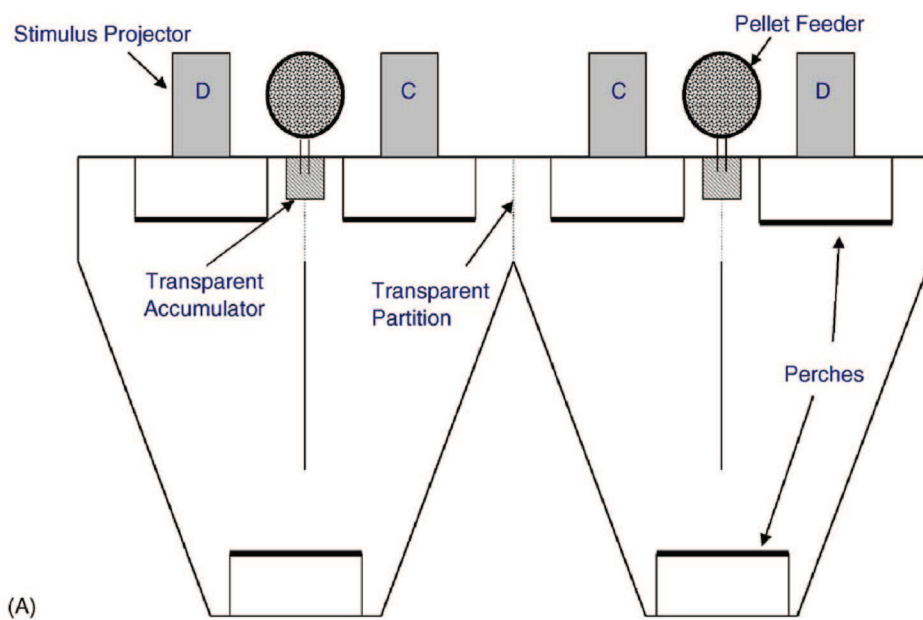 Stimulus Projector
Pellet Feeder
D
C
C
D
Transparent
Accumulator
Transparent
Partition
Perches
(A)